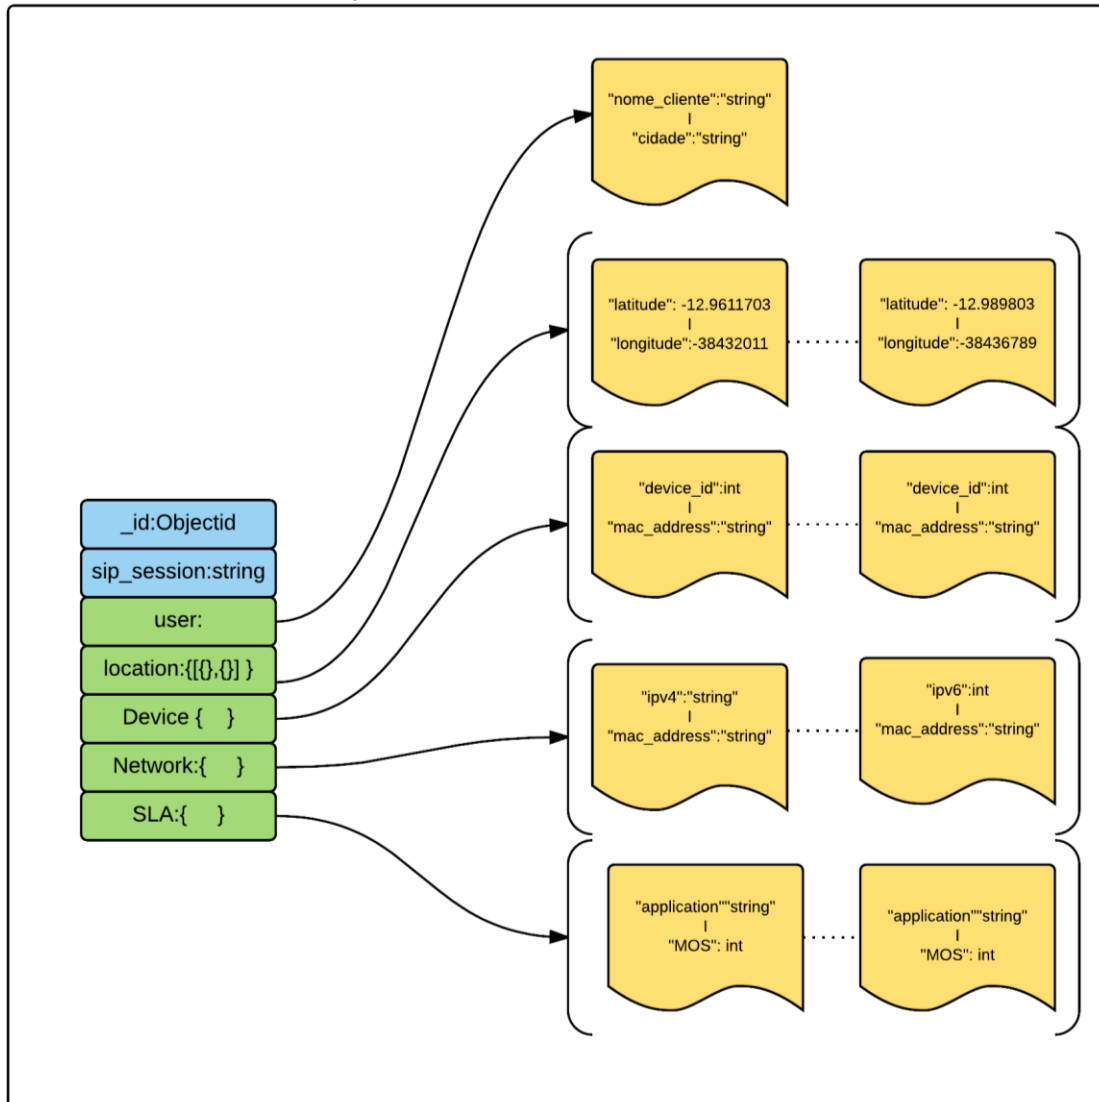 "nome_cliente":"string"
"cidade":"string"
"latitude": -12.9611703
"longitude":-38432011
"latitude": -12.989803
"longitude":-38436789
"device_id":int
"mac_address":"string"
"device_id":int
"mac_address":"string"
_id:Objectid
sip_session:string
user:
location:{[{},{}] }
Device { }
Network:{ }
SLA:{ }
"ipv4":"string"
"mac_address":"string"
"ipv6":int
"mac_address":"string"
"application""string"
"MOS": int
"application""string"
"MOS": int